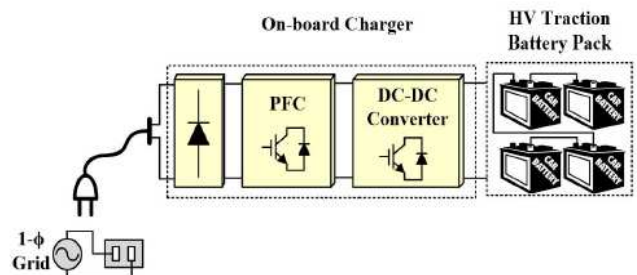 On-board Charger
HV Traction
Battery Pack
PFC
DC-DC
Converter
CAR
BATTERY
CAR
BATTERY
CAR
BATTERY
CAR
BATTERY
1-ϕ
Grid